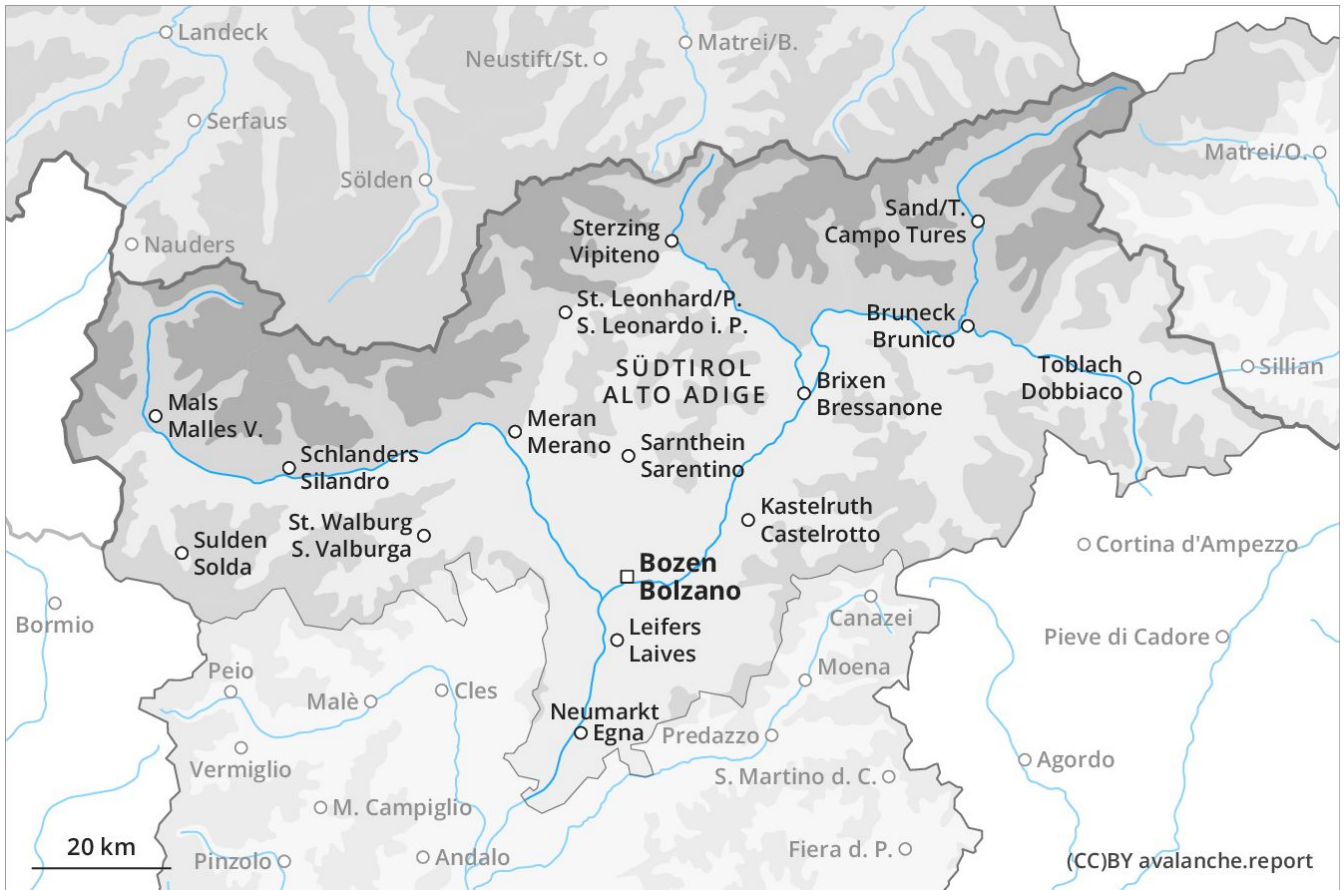 Landeck
Matrei/B.
Neustift/St.
Serfaus
Matrei/O.
Sölden
Sand/T.
Campo Tures
Sterzing
Vipiteno
Nauders
St. Leonhard/P.
S. Leonardo i. P.
Bruneck
Brunico
SÜDTIROL
ALTO ADIGE
Toblach
Dobbiaco
Sillian
Brixen
Bressanone
Mals
Malles V.
Meran
Merano
Sarnthein
Sarentino
Schlanders
Silandro
Kastelruth
Castelrotto
St. Walburg
S. Valburga
Sulden
Solda
Cortina d'Ampezzo
Bozen
Bolzano
Bormio
Canazei
Leifers
Laives
Pieve di Cadore
Peio
Moena
Malè
Cles
Neumarkt
Egna
Predazzo
Vermiglio
Agordo
S. Martino d. C.
M. Campiglio
20 km
Pinzolo
Andalo
Fiera d. P.
(CC)BY avalanche.report